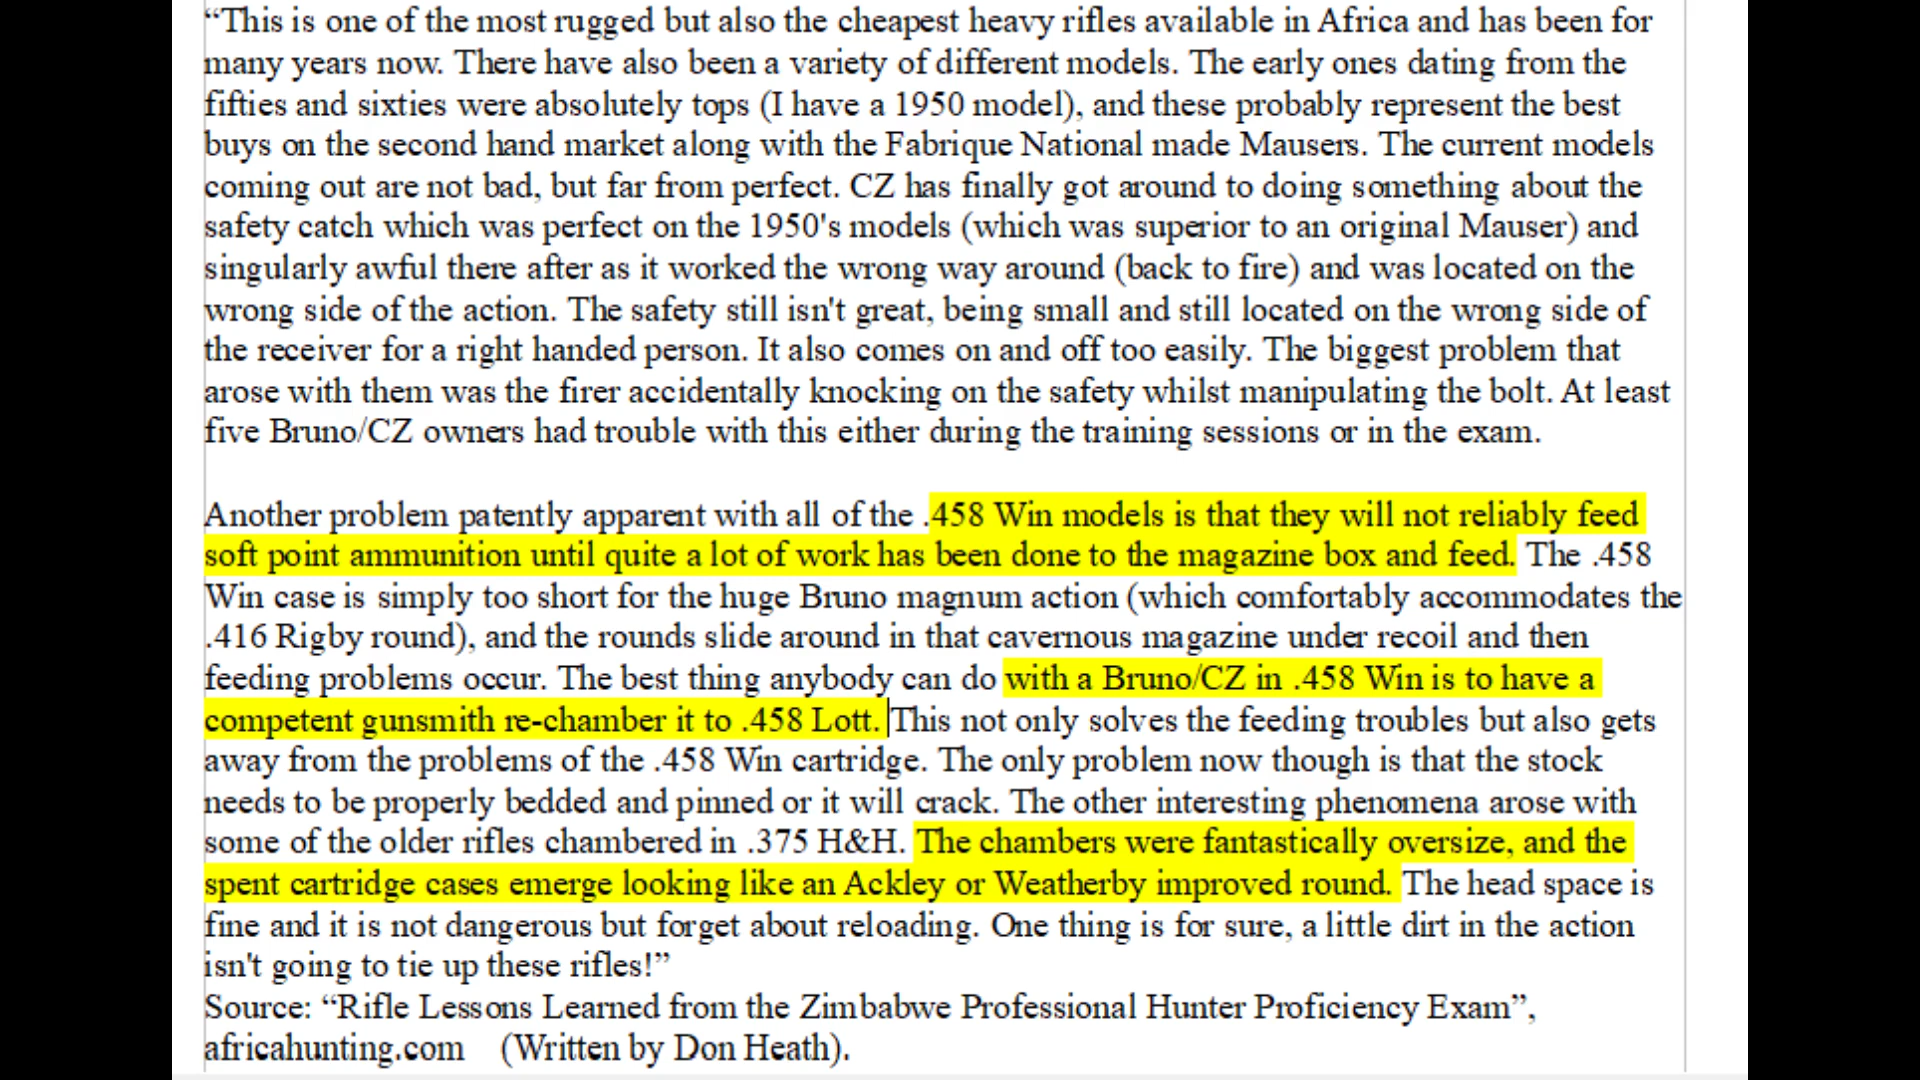 “This is one of the most rugged but also the cheapest heavy rifles available in Africa and has been for
many years now. There have also been a variety of different models. The early ones dating from the
fifties and sixties were absolutely tops (I have a 1950 model), and these probably represent the best
buys on the second hand market along with the Fabrique National made Mausers. The current models
coming out are not bad, but far from perfect. CZ has finally got around to doing something about the
safety catch which was perfect on the 1950's models (which was superior to an original Mauser) and
singularly awful there after as it worked the wrong way around (back to fire) and was located on the
wrong side of the action. The safety still isn't great, being small and still located on the wrong side of
the receiver for a right handed person. It also comes on and off too easily. The biggest problem that
arose with them was the firer accidentally knocking on the safety whilst manipulating the bolt. At least
five Bruno/CZ owners had trouble with this either during the training sessions or in the exam.
Another problem patently apparent with all of the .458 Win models is that they will not reliably feed
soft point ammunition until quite a lot of work has been done to the magazine box and feed. The .458
Win case is simply too short for the huge Bruno magnum action (which comfortably accommodates the
.416 Rigby round), and the rounds slide around in that cavernous magazine under recoil and then
feeding problems occur. The best thing anybody can do with a Bruno/CZ in .458 Win is to have a
competent gunsmith re-chamber it to .458 Lott. This not only solves the feeding troubles but also gets
away from the problems of the .458 Win cartridge. The only problem now though is that the stock
needs to be properly bedded and pinned or it will crack. The other interesting phenomena arose with
some of the older rifles chambered in .375 H&H. The chambers were fantastically oversize, and the
spent cartridge cases emerge looking like an Ackley or Weatherby improved round. The head space is
fine and it is not dangerous but forget about reloading. One thing is for sure, a little dirt in the action
isn't going to tie up these rifles!”
Source: “Rifle Lessons Learned from the Zimbabwe Professional Hunter Proficiency Exam”,
africahunting.com (Written by Don Heath).